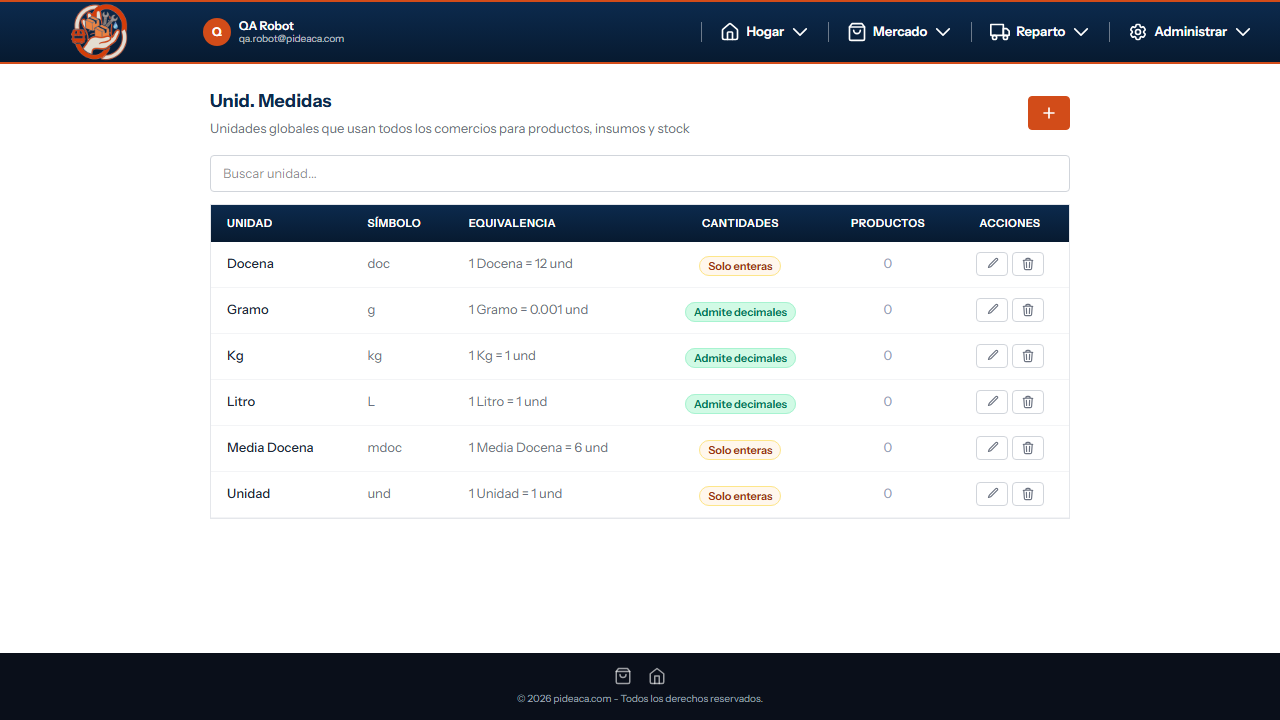 Q
QA Robot
qa.robot@pideaca.com
Hogar
Mercado
Reparto
Administrar
Unid. Medidas
Unidades globales que usan todos los comercios para productos, insumos y stock
+
Buscar unidad...
UNIDAD SÍMBOLO EQUIVALENCIA CANTIDADES PRODUCTOS ACCIONES
Docena doc 1 Docena = 12 und Solo enteras 0
Gramo g 1 Gramo = 0.001 und Admite decimales 0
Kg kg 1 Kg = 1 und Admite decimales 0
Litro L 1 Litro = 1 und Admite decimales 0
Media Docena mdoc 1 Media Docena = 6 und Solo enteras 0
Unidad und 1 Unidad = 1 und Solo enteras 0
© 2026 pideaca.com - Todos los derechos reservados.